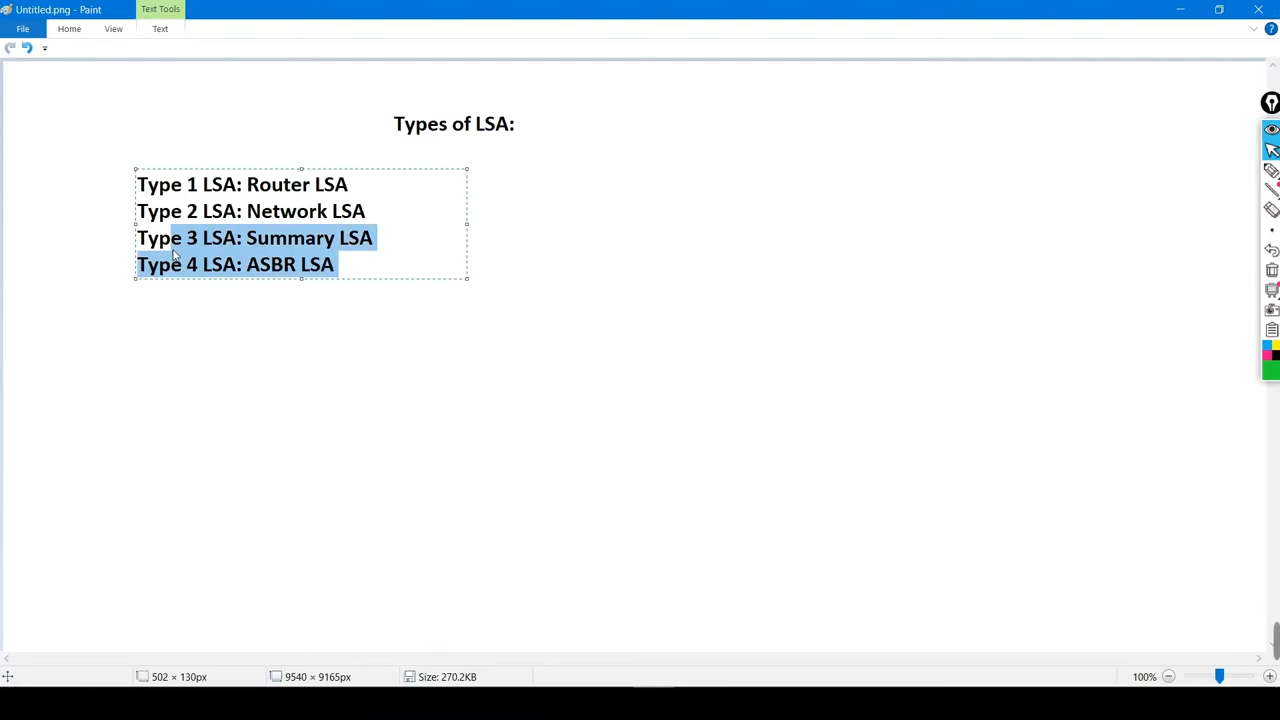 Untitled.png - Paint
Text Tools
File
Home
View
Text
Types of LSA:
Type 1 LSA: Router LSA
Type 2 LSA: Network LSA
Type 3 LSA: Summary LSA
Type 4 LSA: ASBR LSA
502 × 130px
9540 × 9165px
Size: 270.2KB
100%